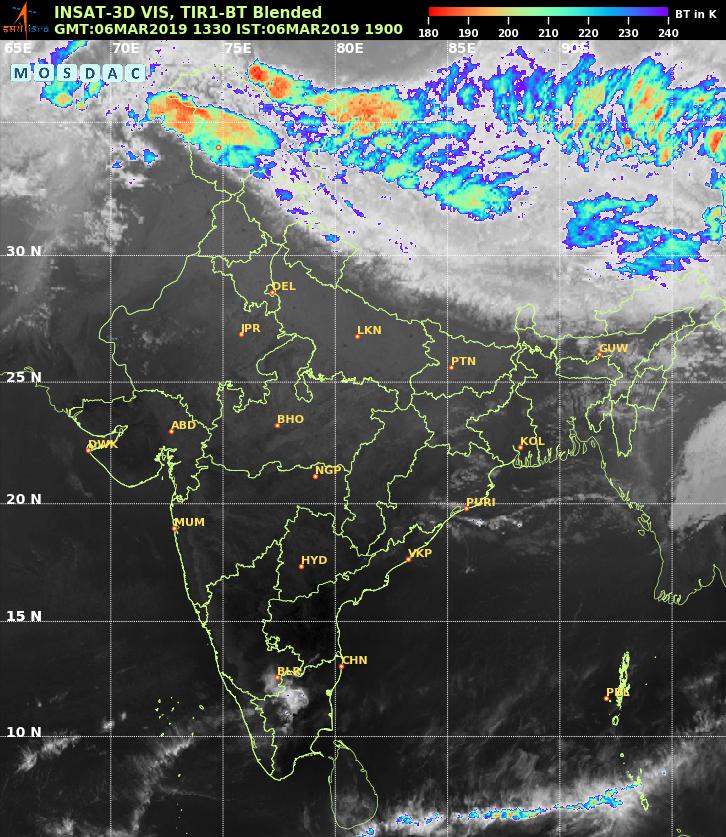 INSAT-3D VIS, TIR1-BT Blended
GMT:06MAR2019 1330 IST:06MAR2019 1900
BT in K
180 190 200 210 220 230 240
65E 70E 75E 80E 85E 90E
M O S D A C
30 N
DEL
JPR LKN
GUW
PTN
25 N
BHO
ABD
DWK KOL
NGP
20 N
PURI
MUM
VKP
HYD
15 N
CHN
BLR
PBL
10 N